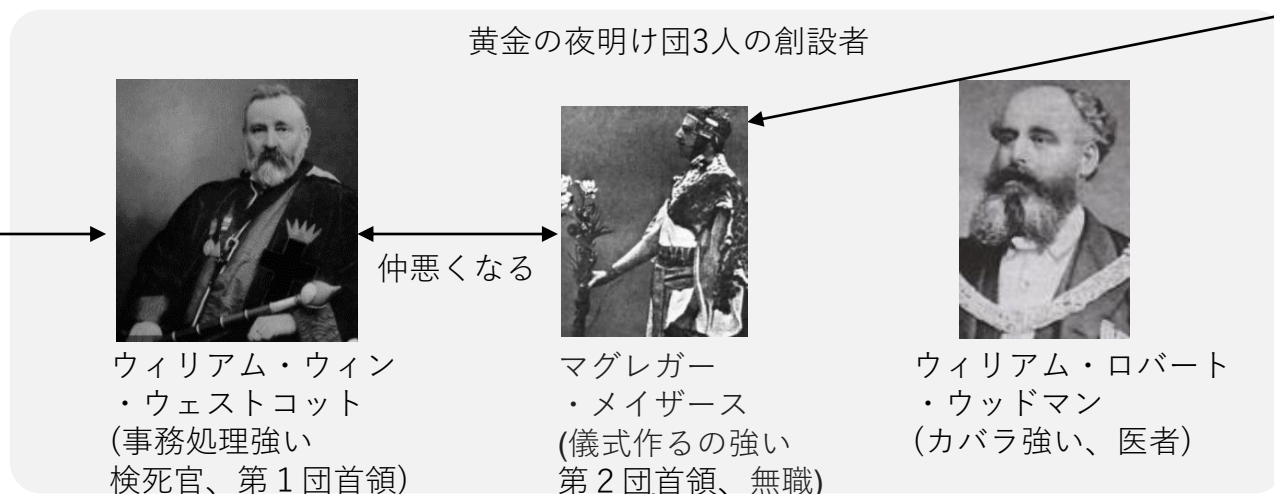 黄金の夜明け団3人の創設者
仲悪くなる
ウィリアム・ウィン
・ウェストコット
(事務処理強い
検死官、第1団首領)
マグレガー
・メイザース
(儀式作るの強い
第2団首領、無職)
ウィリアム・ロバート
・ウッドマン
(カバラ強い、医者)